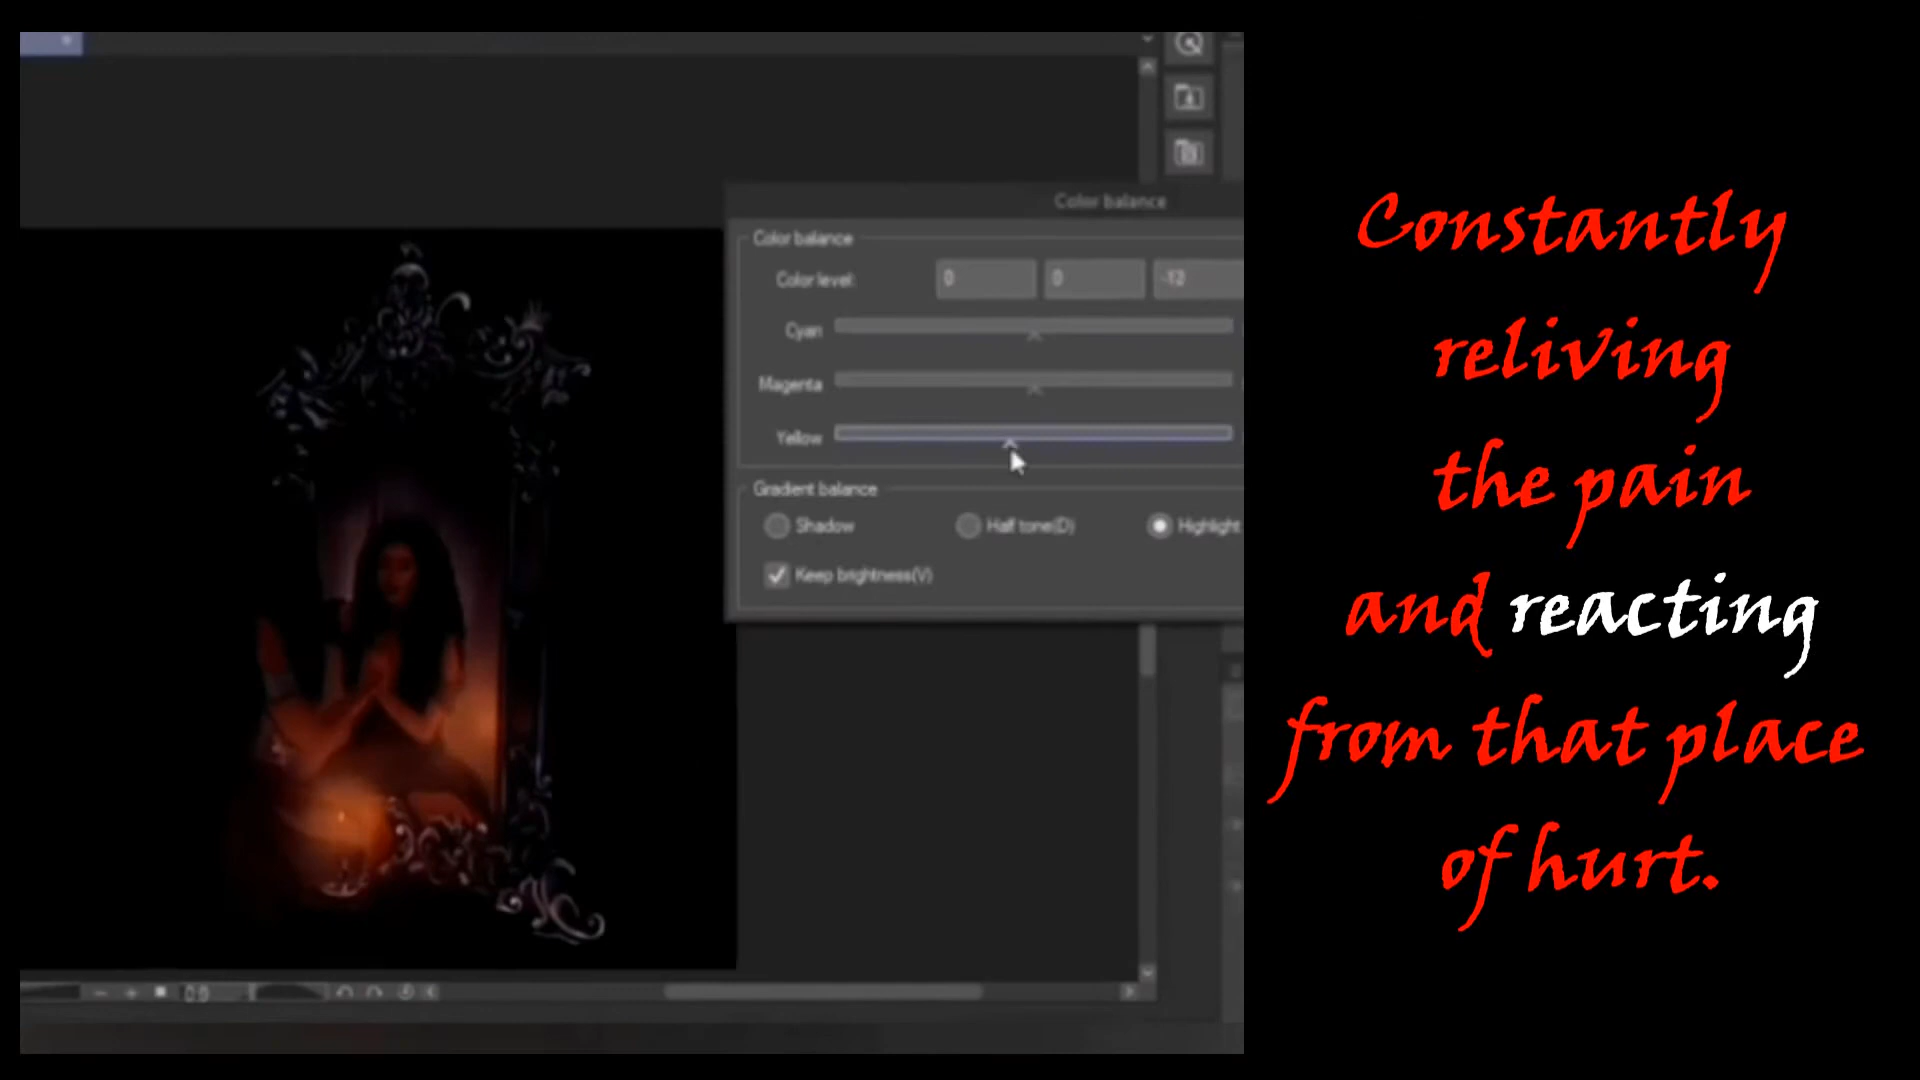 Color balance
Color balance
Color level: 0 0 -12
Cyan
Magenta
Yellow
Gradient balance
Shadow Half tone(D) Highlight
Keep brightness(V)
Constantly
reliving
the pain
and reacting
from that place
of hurt.